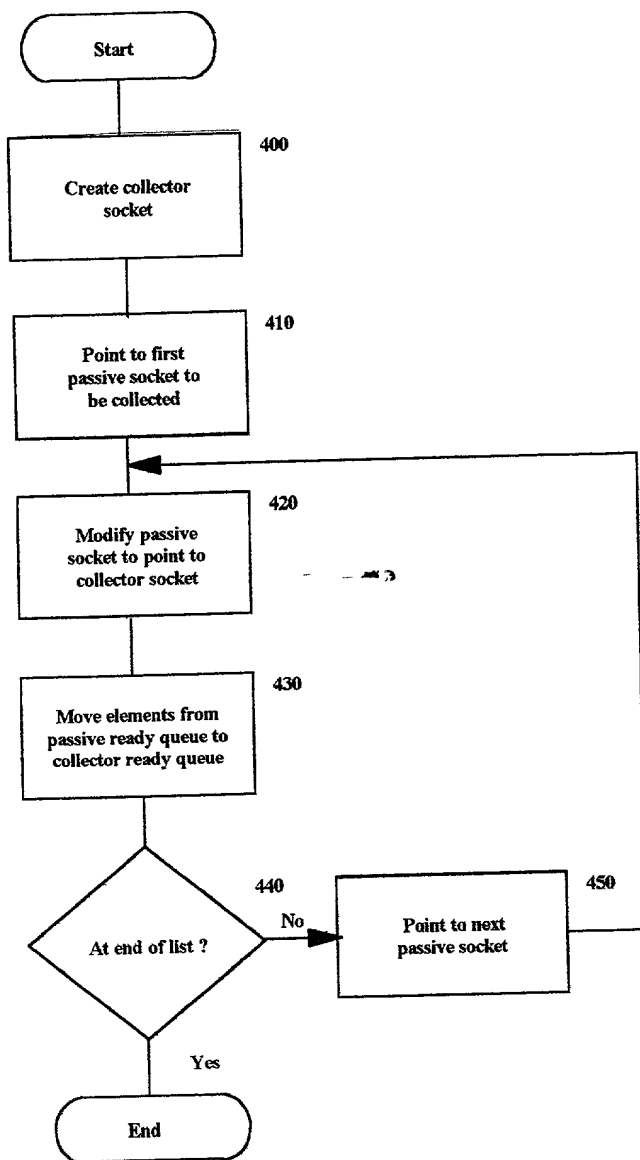 Start
400
Create collector
socket
410
Point to first
passive socket to
be collected
420
Modify passive
socket to point to
collector socket
430
Move elements from
passive ready queue to
collector ready queue
440
At end of list ?
No
450
Point to next
passive socket
Yes
End